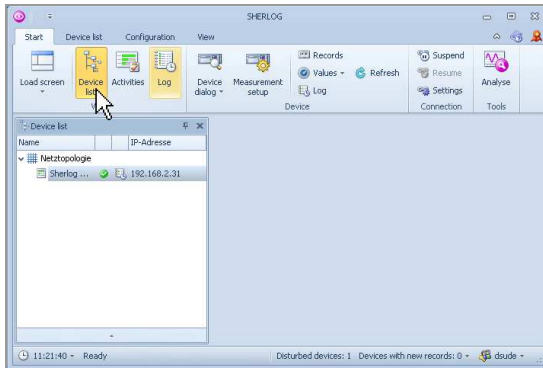 SHERLOG
Start Device list Configuration View
Load screen
Device list
Activities
Log
Device dialog
Measurement setup
Records
Values
Log
Refresh
Device
Suspend
Resume
Settings
Connection
Analyse
Tools
Device list
Name IP-Adresse
Netztopologie
Sherlog ... 192.168.2.31
11:21:40 - Ready Disturbed devices: 1 Devices with new records: 0 dsude